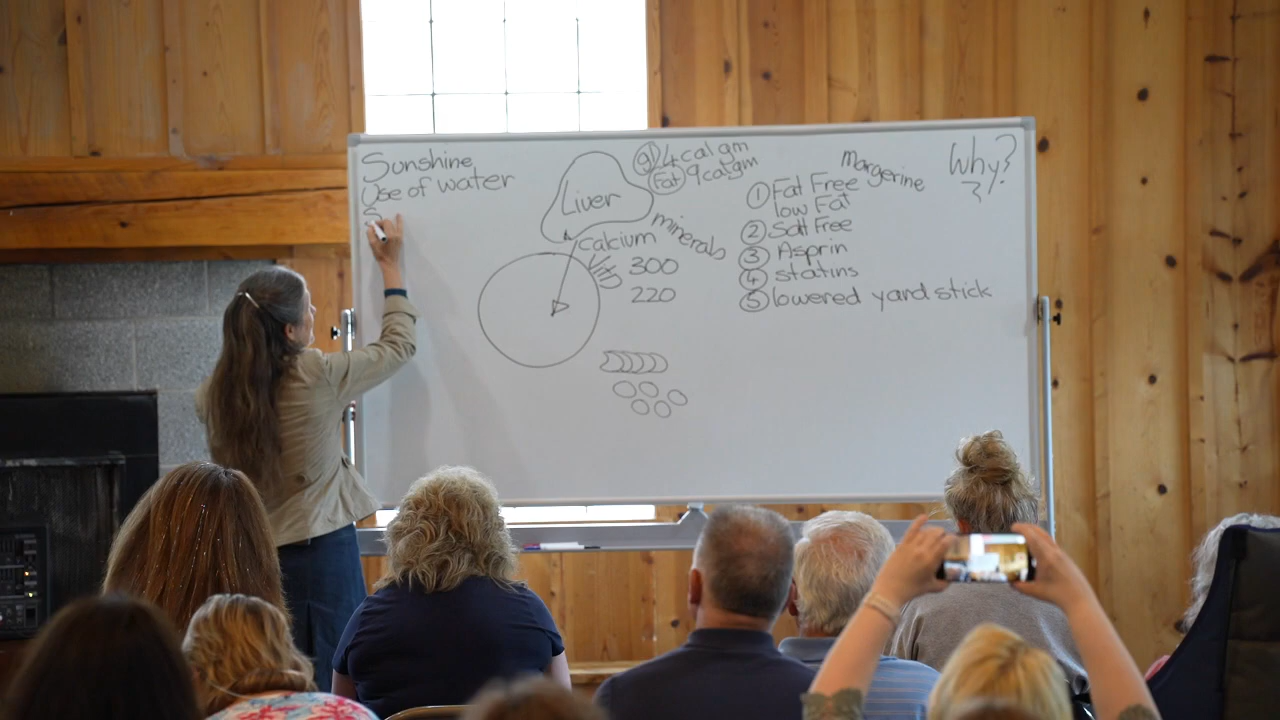 Sunshine
Use of water
S
Liver
gl 4 cal gm
Fat 9 cal gm
minerals
calcium
300
220
margerine
① Fat Free
low Fat
② Salt Free
③ Asprin
④ statins
⑤ lowered yard stick
Why?